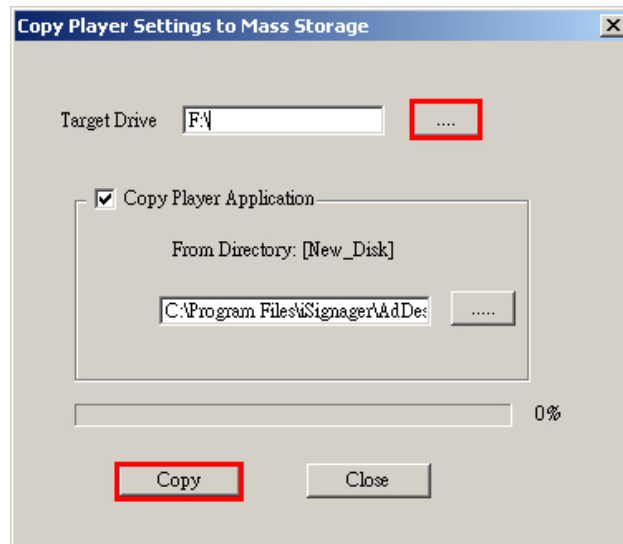 Copy Player Settings to Mass Storage
Target Drive F:\ ....
Copy Player Application
From Directory: [New_Disk]
C:\Program Files\iSignager\AdDes .....
0%
Copy Close